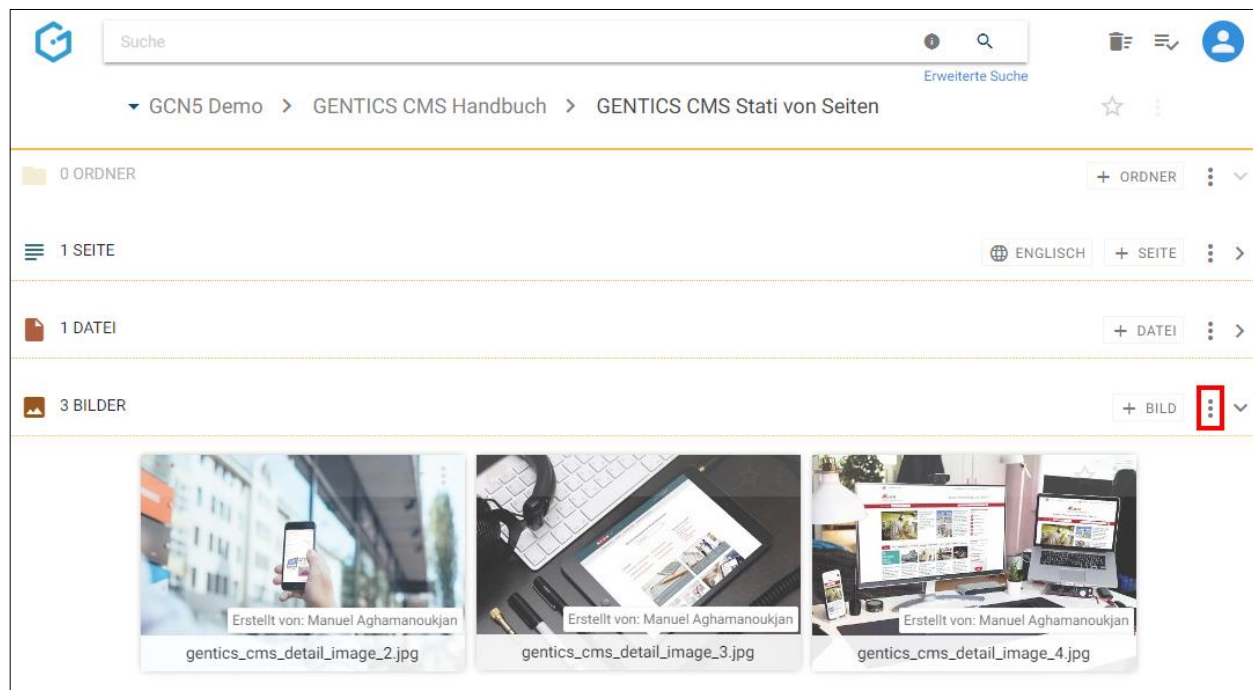 Suche
Erweiterte Suche
GCN5 Demo > GENTICS CMS Handbuch > GENTICS CMS Stati von Seiten
0 ORDNER
+ ORDNER
1 SEITE
ENGLISCH
+ SEITE
1 DATEI
+ DATEI
3 BILDER
+ BILD
Erstellt von: Manuel Aghamanoukjan
Erstellt von: Manuel Aghamanoukjan
Erstellt von: Manuel Aghamanoukjan
gentics_cms_detail_image_2.jpg
gentics_cms_detail_image_3.jpg
gentics_cms_detail_image_4.jpg